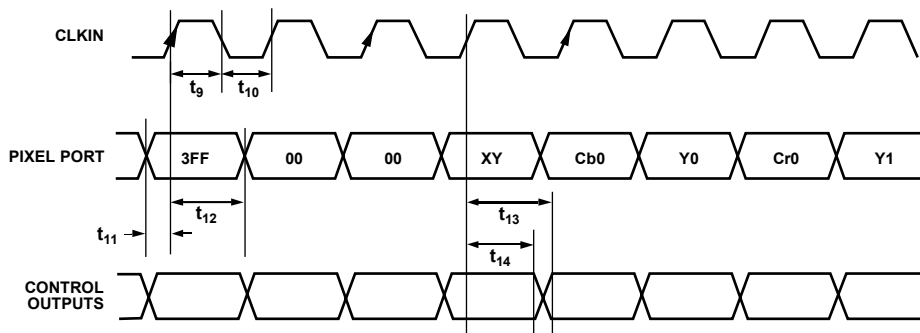 CLKIN
t9 t10
PIXEL PORT 3FF 00 00 XY Cb0 Y0 Cr0 Y1
t12 t13
t11
t14
CONTROL
OUTPUTS